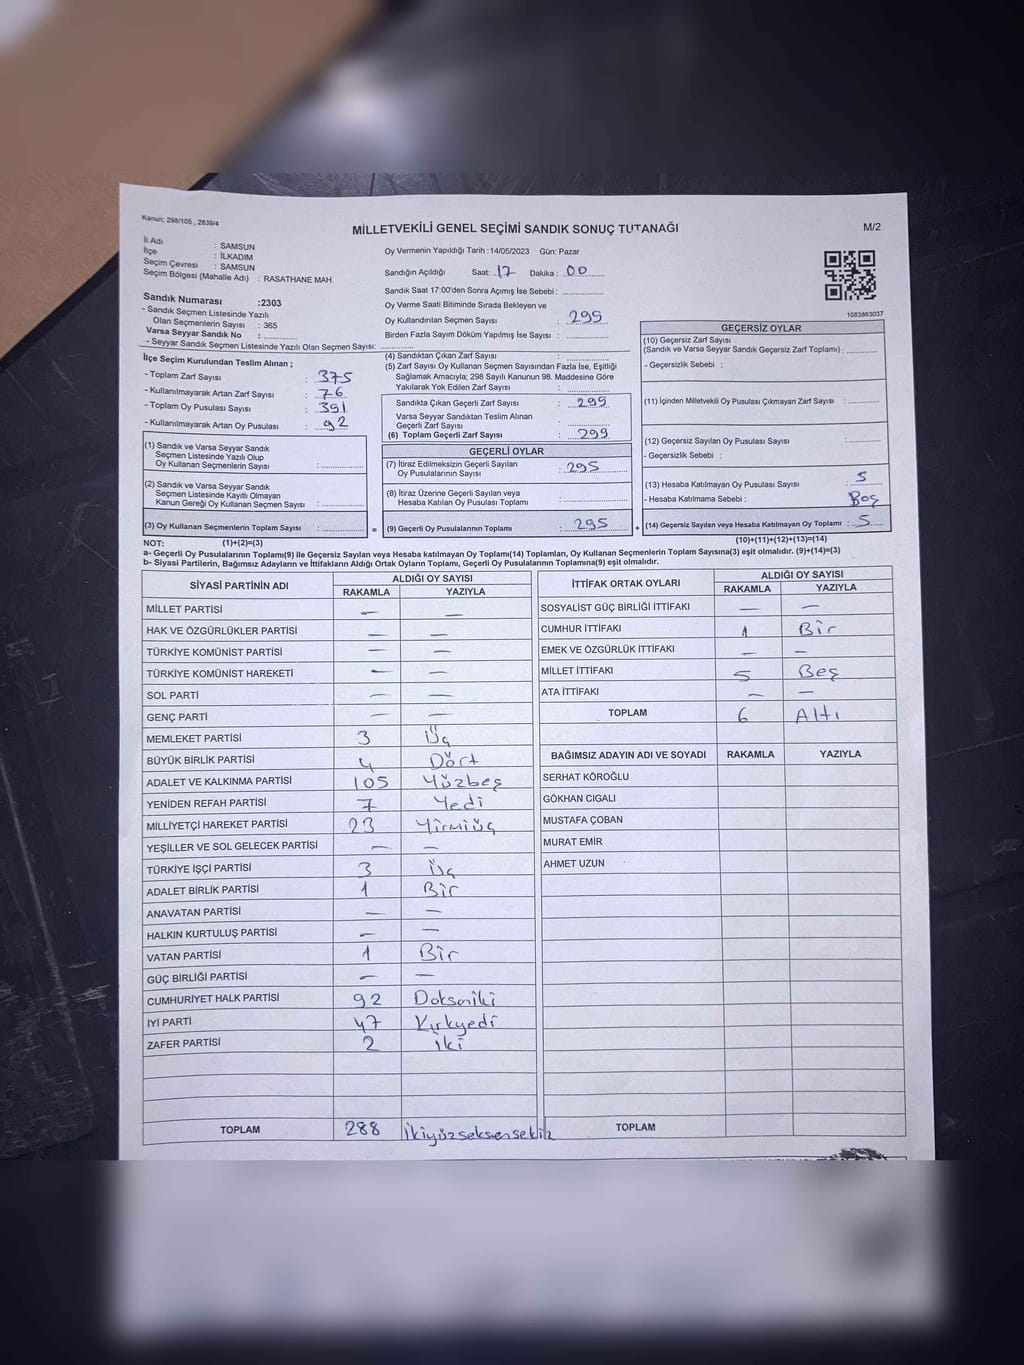 Kanun; 298/105 , 2839/4
MİLLETVEKİLİ GENEL SEÇİMİ SANDIK SONUÇ TUTANAĞI
M/2
İl Adı : SAMSUN
İlçe : İLKADIM
Seçim Çevresi : SAMSUN
Seçim Bölgesi (Mahalle Adı) : RASATHANE MAH.
Sandık Numarası :2303
- Sandık Seçmen Listesinde Yazılı
Olan Seçmenlerin Sayısı : 365
Varsa Seyyar Sandık No :
- Seyyar Sandık Seçmen Listesinde Yazılı Olan Seçmen Sayısı:
Oy Vermenin Yapıldığı Tarih :14/05/2023 Gün: Pazar
Sandığın Açıldığı Saat: 17 Dakika : 00
Sandık Saat 17:00'den Sonra Açımış İse Sebebi :
Oy Verme Saati Bitiminde Sırada Bekleyen ve
Oy Kullandırılan Seçmen Sayısı : 295
Birden Fazla Sayım Döküm Yapılmış İse Sayısı :
1083863037
İlçe Seçim Kurulundan Teslim Alınan ;
- Toplam Zarf Sayısı : 375
- Kullanılmayarak Artan Zarf Sayısı : 76
- Toplam Oy Pusulası Sayısı : 391
- Kullanılmayarak Artan Oy Pusulası : 92
(1) Sandık ve Varsa Seyyar Sandık
Seçmen Listesinde Yazılı Olup
Oy Kullanan Seçmenlerin Sayısı :
(2) Sandık ve Varsa Seyyar Sandık
Seçmen Listesinde Kayıtlı Olmayan
Kanun Gereği Oy Kullanan Seçmen Sayısı :
(3) Oy Kullanan Seçmenlerin Toplam Sayısı :
(4) Sandıktan Çıkan Zarf Sayısı :
(5) Zarf Sayısı Oy Kullanan Seçmen Sayısından Fazla İse, Eşitliği
Sağlamak Amacıyla; 298 Sayılı Kanunun 98. Maddesine Göre
Yakılarak Yok Edilen Zarf Sayısı :
Sandıkta Çıkan Geçerli Zarf Sayısı : 299
Varsa Seyyar Sandıktan Teslim Alınan
Geçerli Zarf Sayısı :
(6) Toplam Geçerli Zarf Sayısı : 299
GEÇERLİ OYLAR
(7) İtiraz Edilmeksizin Geçerli Sayılan
Oy Pusulalarının Sayısı : 295
(8) İtiraz Üzerine Geçerli Sayılan veya
Hesaba Katılan Oy Pusulası Toplamı :
= (9) Geçerli Oy Pusulalarının Toplamı : 295
GEÇERSİZ OYLAR
(10) Geçersiz Zarf Sayısı
(Sandık ve Varsa Seyyar Sandık Geçersiz Zarf Toplamı) :
- Geçersizlik Sebebi :
(11) İçinden Milletvekili Oy Pusulası Çıkmayan Zarf Sayısı :
(12) Geçersiz Sayılan Oy Pusulası Sayısı :
- Geçersizlik Sebebi :
(13) Hesaba Katılmayan Oy Pusulası Sayısı : 5
- Hesaba Katılmama Sebebi : Boş
+ (14) Geçersiz Sayılan veya Hesaba Katılmayan Oy Toplamı : 5
NOT: (1)+(2)=(3) (10)+(11)+(12)+(13)=(14)
a- Geçerli Oy Pusulalarının Toplamı(9) ile Geçersiz Sayılan veya Hesaba katılmayan Oy Toplamı(14) Toplamları, Oy Kullanan Seçmenlerin Toplam Sayısına(3) eşit olmalıdır. (9)+(14)=(3)
b- Siyasi Partilerin, Bağımsız Adayların ve İttifakların Aldığı Ortak Oyların Toplamı, Geçerli Oy Pusulalarının Toplamına(9) eşit olmalıdır.
SİYASİ PARTİNİN ADI ALDIĞI OY SAYISI
RAKAMLA YAZIYLA
MİLLET PARTİSİ — —
HAK VE ÖZGÜRLÜKLER PARTİSİ — —
TÜRKİYE KOMÜNİST PARTİSİ — —
TÜRKİYE KOMÜNİST HAREKETİ — —
SOL PARTİ — —
GENÇ PARTİ — —
MEMLEKET PARTİSİ 3 Üç
BÜYÜK BİRLİK PARTİSİ 4 Dört
ADALET VE KALKINMA PARTİSİ 105 Yüzbeş
YENİDEN REFAH PARTİSİ 7 Yedi
MİLLİYETÇİ HAREKET PARTİSİ 23 Yirmiüç
YEŞİLLER VE SOL GELECEK PARTİSİ — —
TÜRKİYE İŞÇİ PARTİSİ 3 Üç
ADALET BİRLİK PARTİSİ 1 Bir
ANAVATAN PARTİSİ — —
HALKIN KURTULUŞ PARTİSİ — —
VATAN PARTİSİ 1 Bir
GÜÇ BİRLİĞİ PARTİSİ — —
CUMHURİYET HALK PARTİSİ 92 Doksaniki
İYİ PARTİ 47 Kırkyedi
ZAFER PARTİSİ 2 İki
TOPLAM 288 İkiyüzseksensekiz
İTTİFAK ORTAK OYLARI ALDIĞI OY SAYISI
RAKAMLA YAZIYLA
SOSYALİST GÜÇ BİRLİĞİ İTTİFAKI — —
CUMHUR İTTİFAKI 1 Bir
EMEK VE ÖZGÜRLÜK İTTİFAKI — —
MİLLET İTTİFAKI 5 Beş
ATA İTTİFAKI — —
TOPLAM 6 Altı
BAĞIMSIZ ADAYIN ADI VE SOYADI RAKAMLA YAZIYLA
SERHAT KÖROĞLU
GÖKHAN CIGALI
MUSTAFA ÇOBAN
MURAT EMİR
AHMET UZUN
TOPLAM